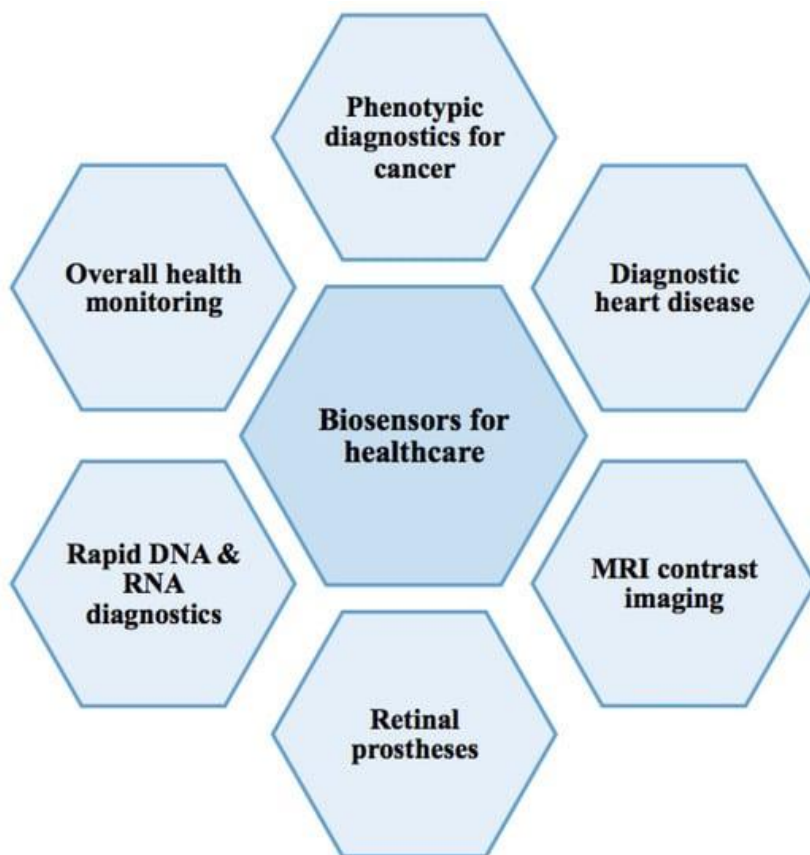 Phenotypic
diagnostics for
cancer
Overall health
monitoring
Diagnostic
heart disease
Biosensors for
healthcare
Rapid DNA &
RNA
diagnostics
MRI contrast
imaging
Retinal
prostheses